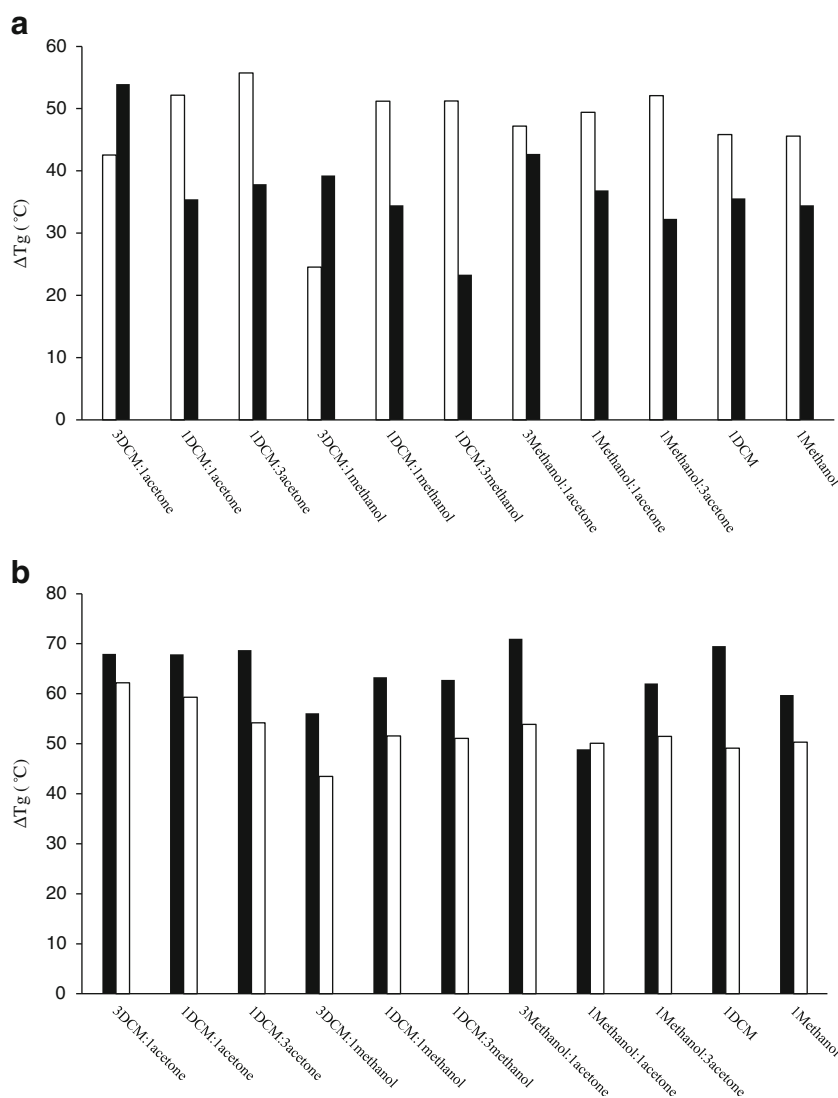 a
60
50
40
30
20
10
0
ΔTg (°C)
3DCM:1acetone
1DCM:1acetone
1DCM:3acetone
3DCM:1methanol
1DCM:1methanol
1DCM:3methanol
3Methanol:1acetone
1Methanol:1acetone
1Methanol:3acetone
1DCM
1Methanol
b
80
70
60
50
40
30
20
10
0
ΔTg (°C)
3DCM:1acetone
1DCM:1acetone
1DCM:3acetone
3DCM:1methanol
1DCM:1methanol
1DCM:3methanol
3Methanol:1acetone
1Methanol:1acetone
1Methanol:3acetone
1DCM
1Methanol